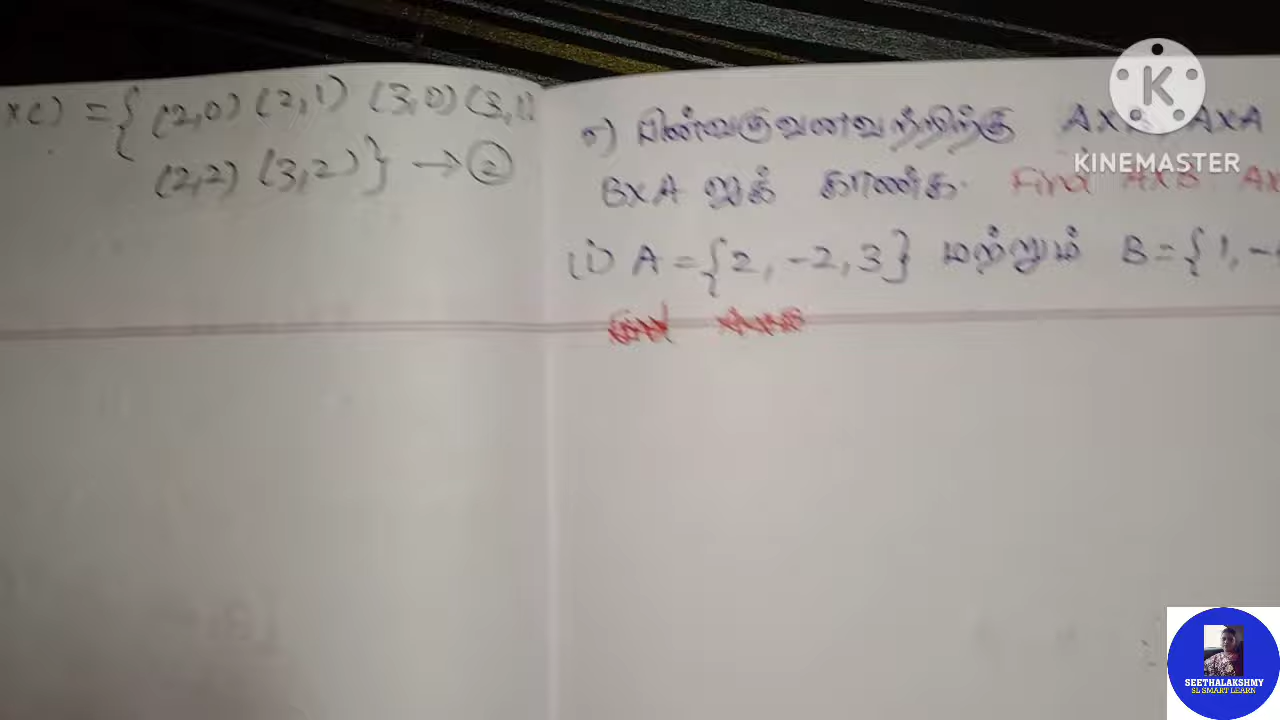 ×C) = { (2,0) (2,1) (3,0) (3,1)
(2,2) (3,2) } → ②
பின்வருவனவற்றிற்கு A×B A×A
B×A ஐக் காண்க. Find A×B A×
(i) A = {2, -2, 3} மற்றும் B = {1, -
KINEMASTER
SEETHALAKSHMY
SL SMART LEARN